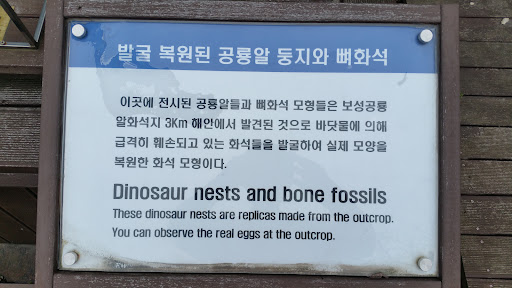 발굴 복원된 공룡알 둥지와 뼈화석
이곳에 전시된 공룡알들과 뼈화석 모형들은 보성공룡
알화석지 3Km 해안에서 발견된 것으로 바닷물에 의해
급격히 훼손되고 있는 화석들을 발굴하여 실제 모양을
복원한 화석 모형이다.
Dinosaur nests and bone fossils
These dinosaur nests are replicas made from the outcrop.
You can observe the real eggs at the outcrop.